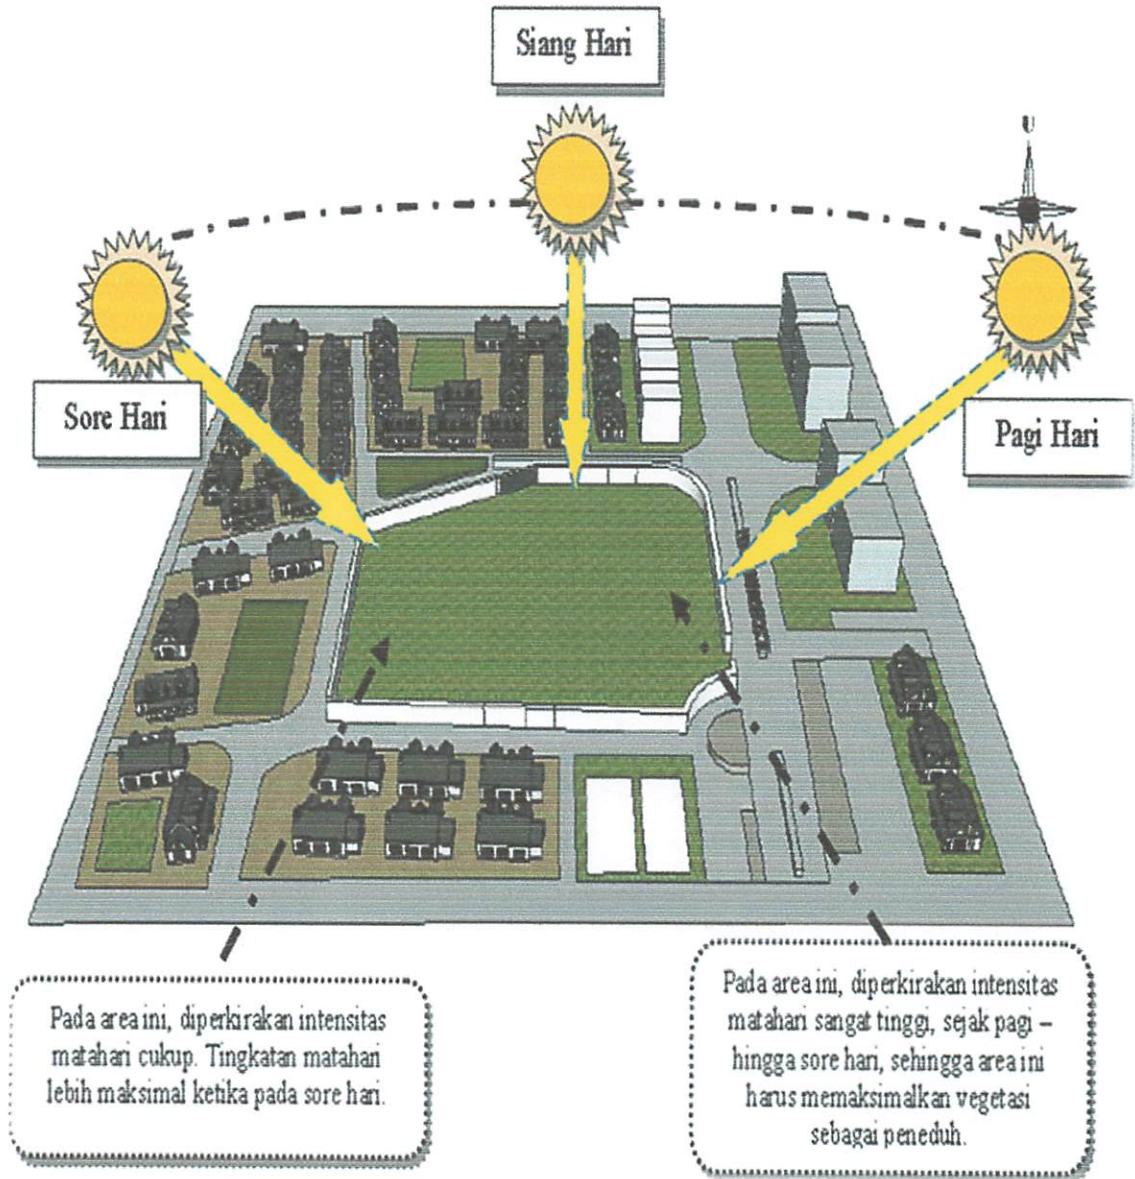 Siang Hari
U
Sore Hari
Pagi Hari
Pada area ini, diperkirakan intensitas
matahari cukup. Tingkatan matahari
lebih maksimal ketika pada sore hari.
Pada area ini, diperkirakan intensitas
matahari sangat tinggi, sejak pagi –
hingga sore hari, sehingga area ini
harus memaksimalkan vegetasi
sebagai peneduh.